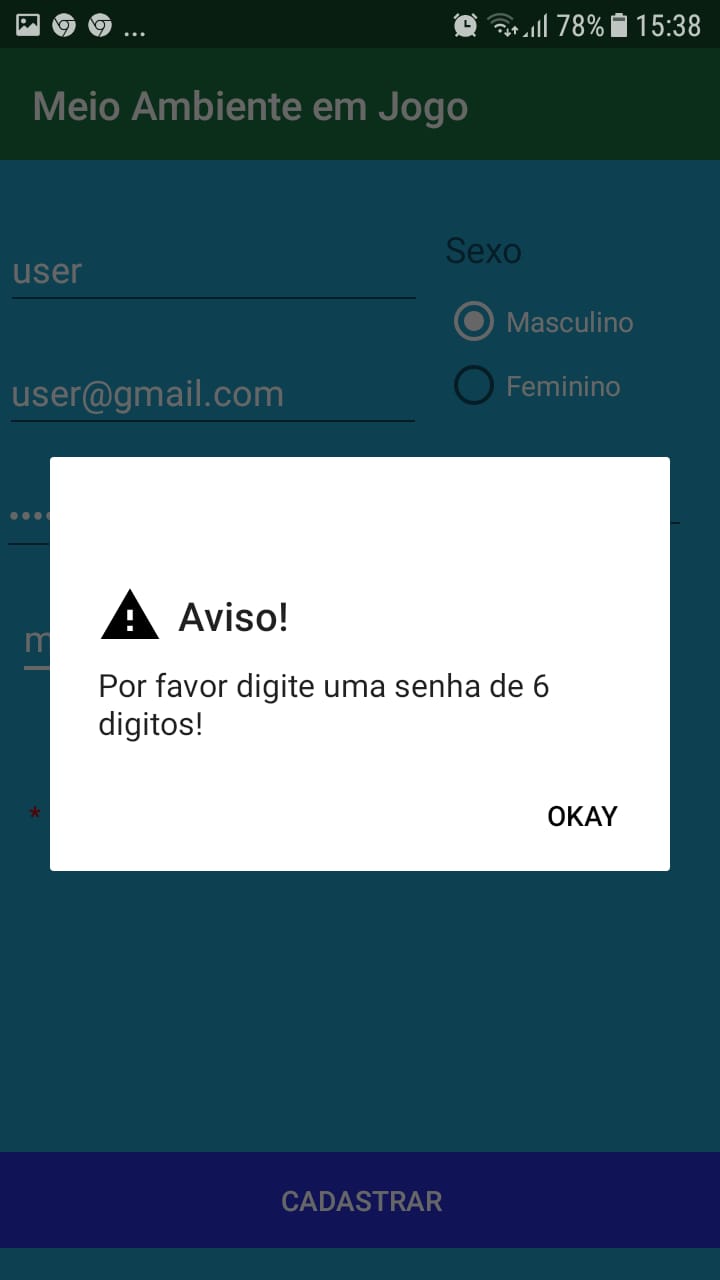 ... 78% 15:38
Meio Ambiente em Jogo
user
Sexo
Masculino
user@gmail.com
Feminino
••••
m
Aviso!
Por favor digite uma senha de 6
digitos!
*
OKAY
CADASTRAR